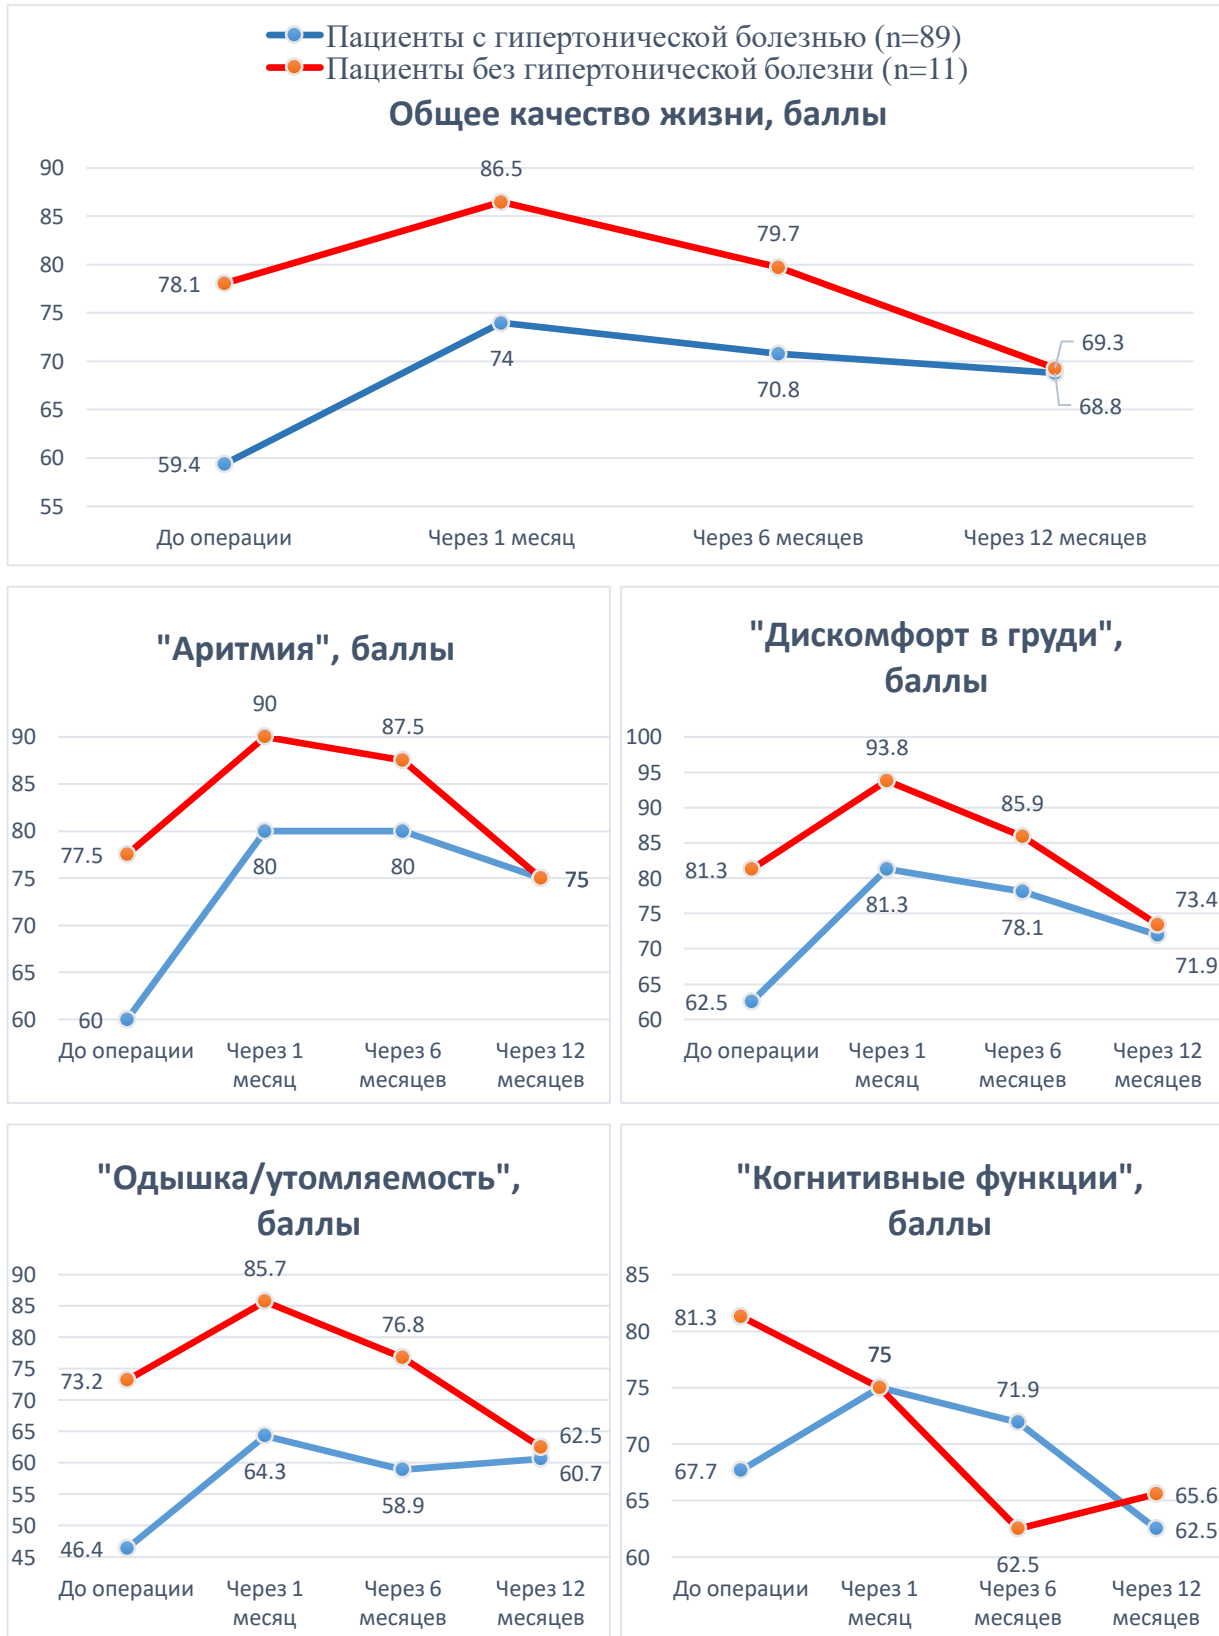 Пациенты с гипертонической болезнью (n=89)
Пациенты без гипертонической болезни (n=11)
Общее качество жизни, баллы
90
86.5
85
80
79.7
78.1
75
74
70
70.8
69.3
68.8
65
60
59.4
55
До операции
Через 1 месяц
Через 6 месяцев
Через 12 месяцев
"Аритмия", баллы
90
90
87.5
85
80
80
80
77.5
75
75
70
65
60
60
До операции
Через 1
месяц
Через 6
месяцев
Через 12
месяцев
"Дискомфорт в груди",
баллы
100
95
93.8
90
85.9
85
81.3
81.3
80
78.1
75
73.4
71.9
70
65
62.5
60
До операции
Через 1
месяц
Через 6
месяцев
Через 12
месяцев
"Одышка/утомляемость",
баллы
90
85.7
85
80
76.8
75
73.2
70
65
64.3
62.5
60.7
60
58.9
55
50
46.4
45
До операции
Через 1
месяц
Через 6
месяцев
Через 12
месяцев
"Когнитивные функции",
баллы
85
81.3
80
75
75
71.9
70
67.7
65
65.6
62.5
62.5
60
До операции
Через 1
месяц
Через 6
месяцев
Через 12
месяцев